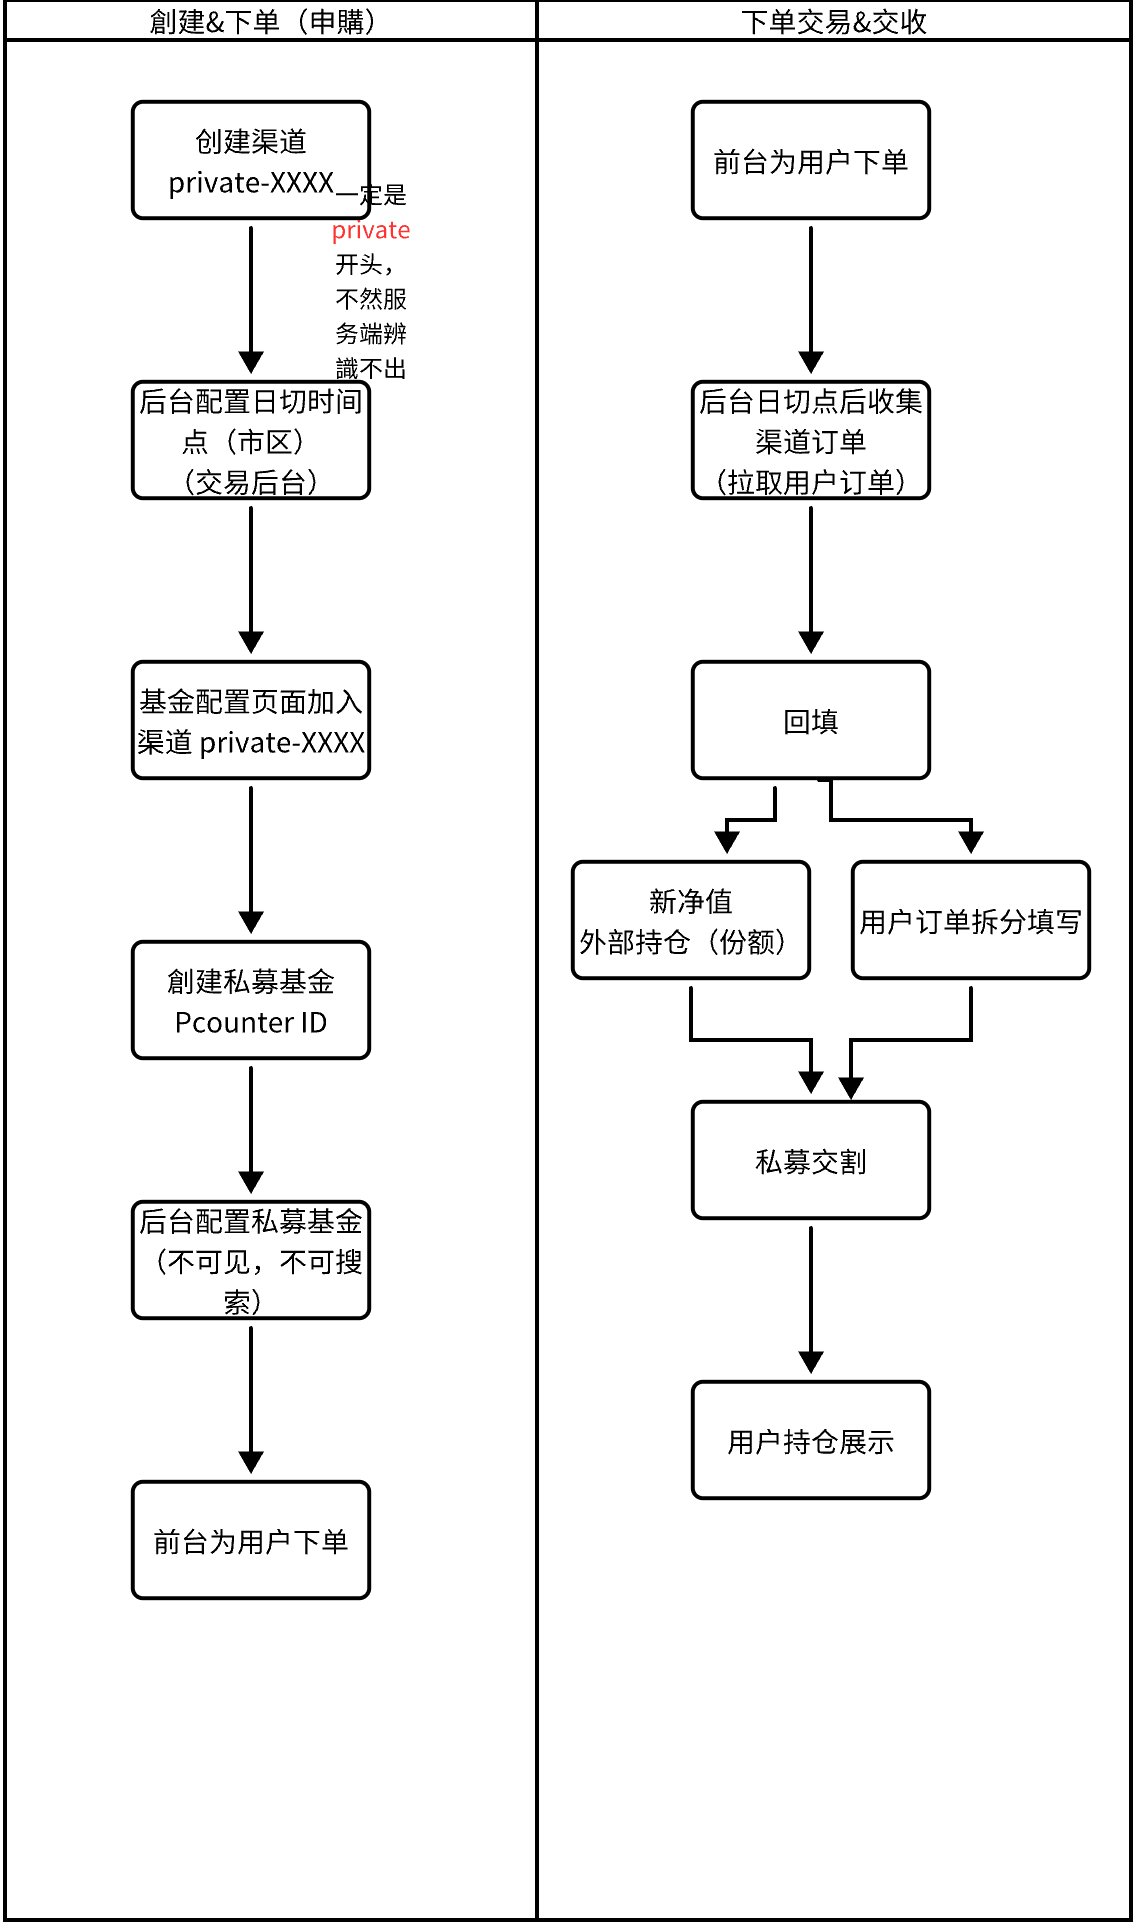 創建&下单（申購）
创建渠道
private-XXXX
一定是
private
开头，
不然服
务端辨
識不出
后台配置日切时间
点（市区）
（交易后台）
基金配置页面加入
渠道 private-XXXX
創建私募基金
Pcounter ID
后台配置私募基金
（不可见，不可搜
索）
前台为用户下单
下单交易&交收
前台为用户下单
后台日切点后收集
渠道订单
（拉取用户订单）
回填
新净值
外部持仓（份额）
用户订单拆分填写
私募交割
用户持仓展示